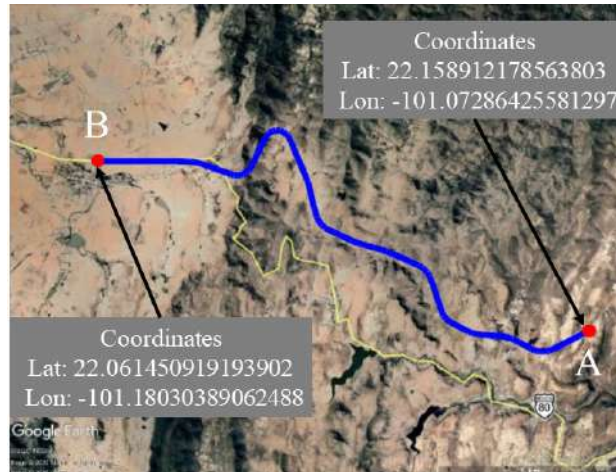 Coordinates
Lat: 22.158912178563803
Lon: -101.07286425581297
B
A
Coordinates
Lat: 22.061450919193902
Lon: -101.18030389062488
80
Google Earth